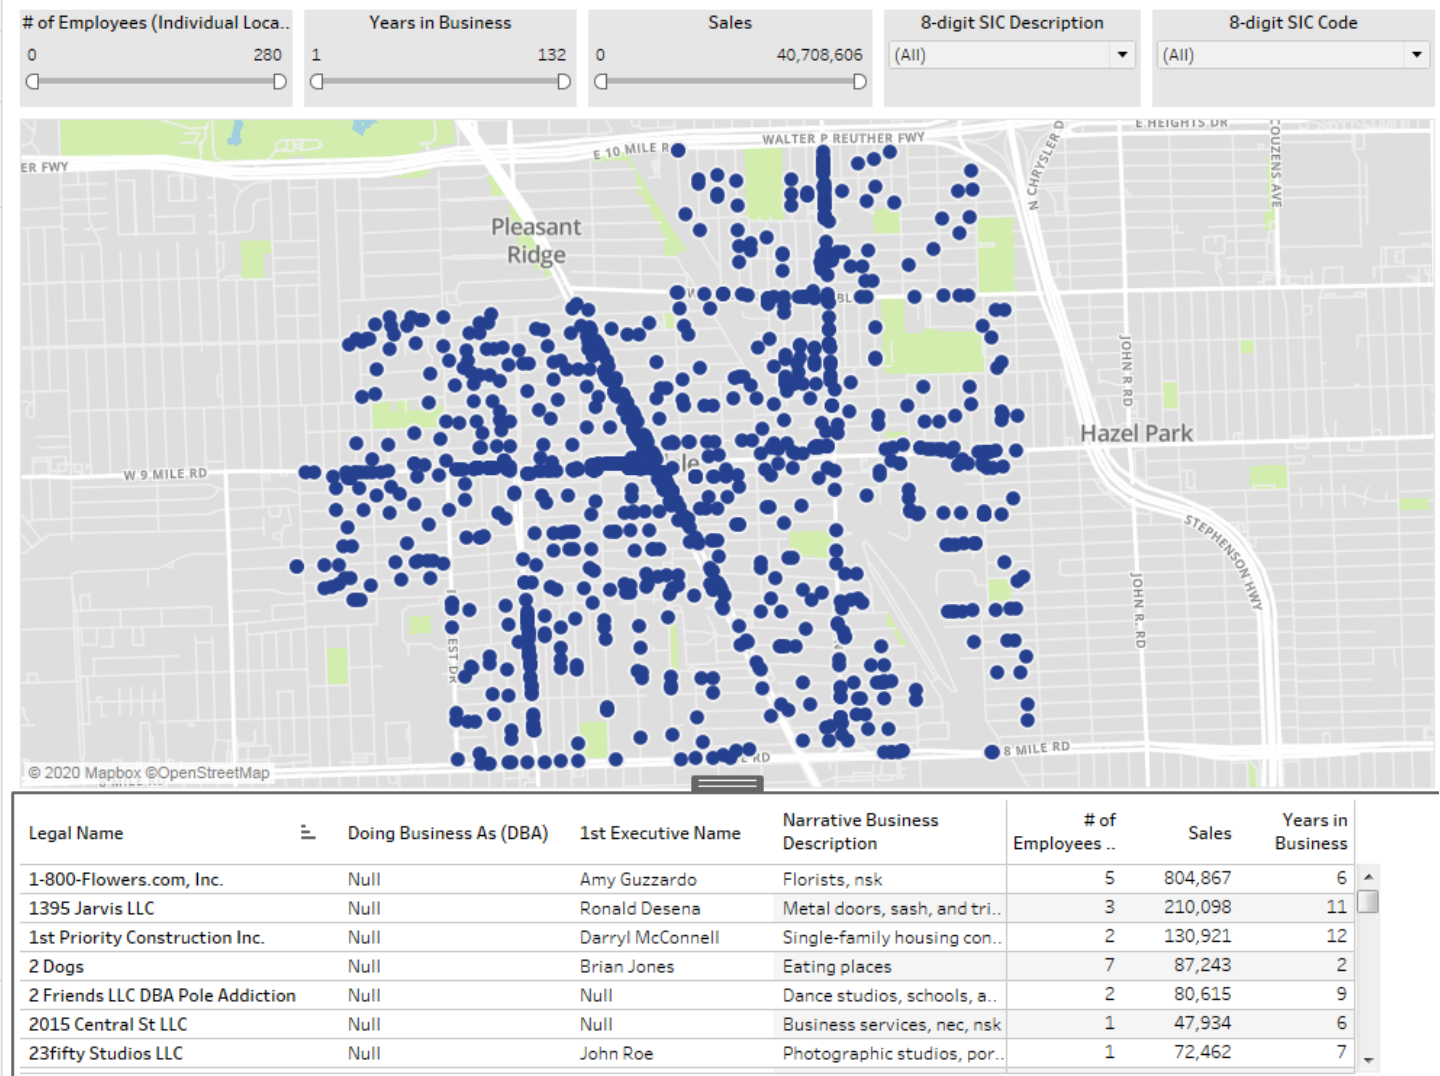 # of Employees (Individual Loca..
Years in Business
Sales
8-digit SIC Description
8-digit SIC Code
0 280
1 132
0 40,708,606
(All)
(All)
E HEIGHTS DR
WALTER P REUTHER FWY
E 10 MILE R
ER FWY
N CHRYSLER D
OUZENS AVE
Pleasant
Ridge
W
BL
JOHN R RD
Hazel Park
le
W 9 MILE RD
STEPHENSON HWY
JOHN R. RD
EST DR
8 MILE RD
E RD
© 2020 Mapbox ©OpenStreetMap
Legal Name Doing Business As (DBA) 1st Executive Name Narrative Business Description # of Employees .. Sales Years in Business
1-800-Flowers.com, Inc. Null Amy Guzzardo Florists, nsk 5 804,867 6
1395 Jarvis LLC Null Ronald Desena Metal doors, sash, and tri.. 3 210,098 11
1st Priority Construction Inc. Null Darryl McConnell Single-family housing con.. 2 130,921 12
2 Dogs Null Brian Jones Eating places 7 87,243 2
2 Friends LLC DBA Pole Addiction Null Null Dance studios, schools, a.. 2 80,615 9
2015 Central St LLC Null Null Business services, nec, nsk 1 47,934 6
23fifty Studios LLC Null John Roe Photographic studios, por.. 1 72,462 7